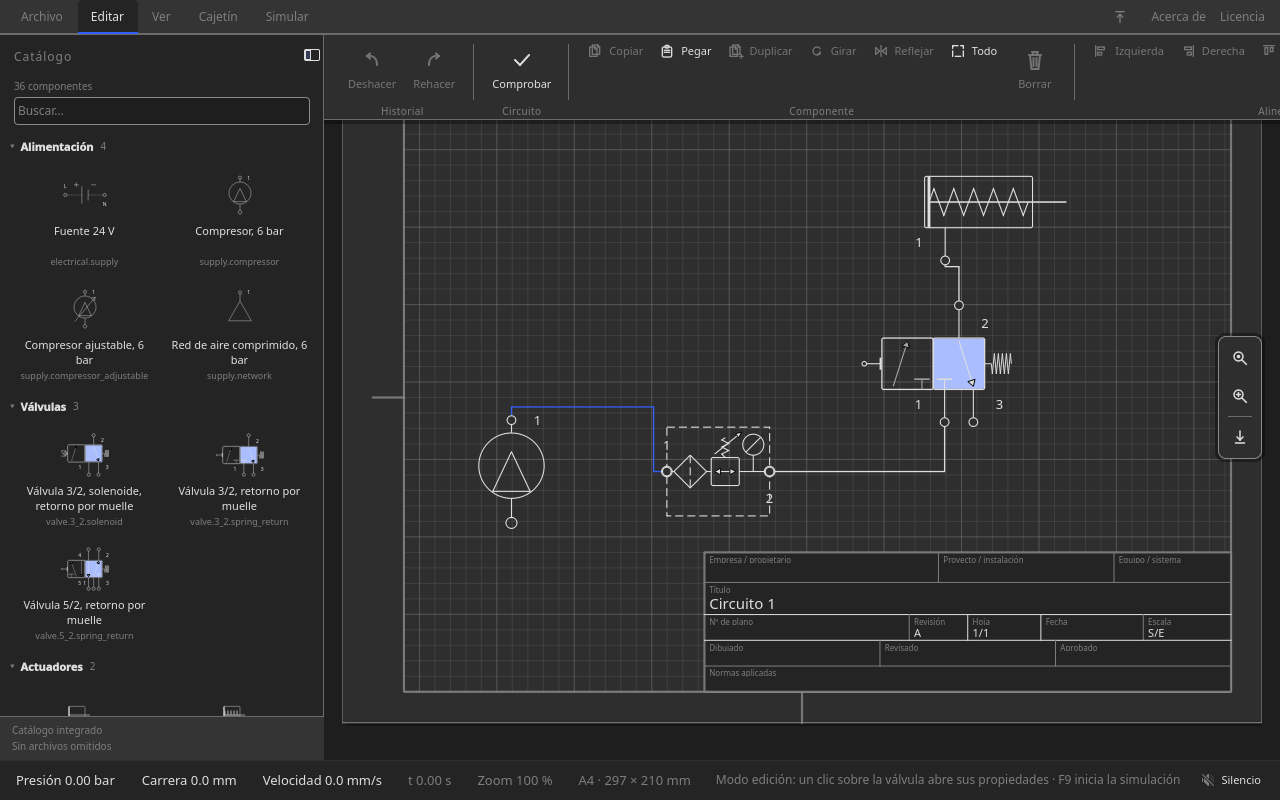 Archivo
Editar
Ver
Cajetín
Simular
Acerca de
Licencia
Catálogo
36 componentes
Buscar...
Alimentación 4
Fuente 24 V
electrical.supply
Compresor, 6 bar
supply.compressor
Compresor ajustable, 6
bar
supply.compressor_adjustable
Red de aire comprimido, 6
bar
supply.network
Válvulas 3
Válvula 3/2, solenoide,
retorno por muelle
valve.3_2.solenoid
Válvula 3/2, retorno por
muelle
valve.3_2.spring_return
Válvula 5/2, retorno por
muelle
valve.5_2.spring_return
Actuadores 2
Catálogo integrado
Sin archivos omitidos
Deshacer
Rehacer
Historial
Comprobar
Circuito
Copiar
Pegar
Duplicar
Girar
Reflejar
Todo
Borrar
Componente
Izquierda
Derecha
Aline
1
2
1
3
1
1
2
Empresa / propietario
Proyecto / instalación
Equipo / sistema
Título
Circuito 1
Nº de plano
Revisión
A
Hoja
1/1
Fecha
Escala
S/E
Dibujado
Revisado
Aprobado
Normas aplicadas
Presión 0.00 bar
Carrera 0.0 mm
Velocidad 0.0 mm/s
t 0.00 s
Zoom 100 %
A4 · 297 × 210 mm
Modo edición: un clic sobre la válvula abre sus propiedades · F9 inicia la simulación
Silencio